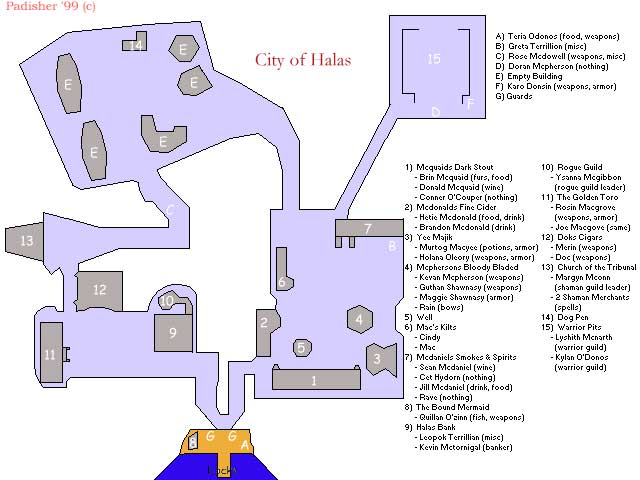 Padisher '99 (c)
City of Halas
A) Teria Odonos (food, weapons)
B) Greta Terrillion (misc)
C) Rose Mcdowell (weapons, misc)
D) Doran Mcpherson (nothing)
E) Empty Building
F) Karo Donsin (weapons, armor)
G) Guards
1) Mcquaids Dark Stout
- Brin Mcquaid (furs, food)
- Donald Mcquaid (wine)
- Conner O'Couper (nothing)
2) Mcdonalds Fine Cider
- Hetie Mcdonald (food, drink)
- Brandon Mcdonald (drink)
3) Yee Majik
- Murtog Macyee (potions, armor)
- Holana Oleory (weapons, armor)
4) Mcphersons Bloody Bladed
- Kevan Mcpherson (weapons)
- Guthan Shawnasy (weapons)
- Maggie Shawnasy (armor)
- Rain (bows)
5) Well
6) Mac's Kilts
- Cindy
- Mac
7) Mcdaniels Smokes & Spirits
- Sean Mcdaniel (wine)
- Cet Hydorn (nothing)
- Jill Mcdaniel (drink, food)
- Rave (nothing)
8) The Bound Mermaid
- Quillan O'zinn (fish, weapons)
9) Halas Bank
- Leopok Terrillian (misc)
- Kevin Mctornigal (banker)
10) Rogue Guild
- Ysanna Mcgibbon
(rogue guild leader)
11) The Golden Toro
- Rosin Macgrove
(weapons, armor)
- Joe Macgrove (same)
12) Doks Cigars
- Merin (weapons)
- Doc (weapons)
13) Church of the Tribunal
- Margyn Mconn
(shaman guild leader)
- 2 Shaman Merchants
(spells)
14) Dog Pen
15) Warrior Pits
- Lyshith Mcnarth
(warrior guild)
- Kylan O'Donos
(warrior guild)
14
E
E
E
E
E
15
D
F
C
7
B
13
6
12
10
9
2
4
5
3
11
1
8
G
G
A